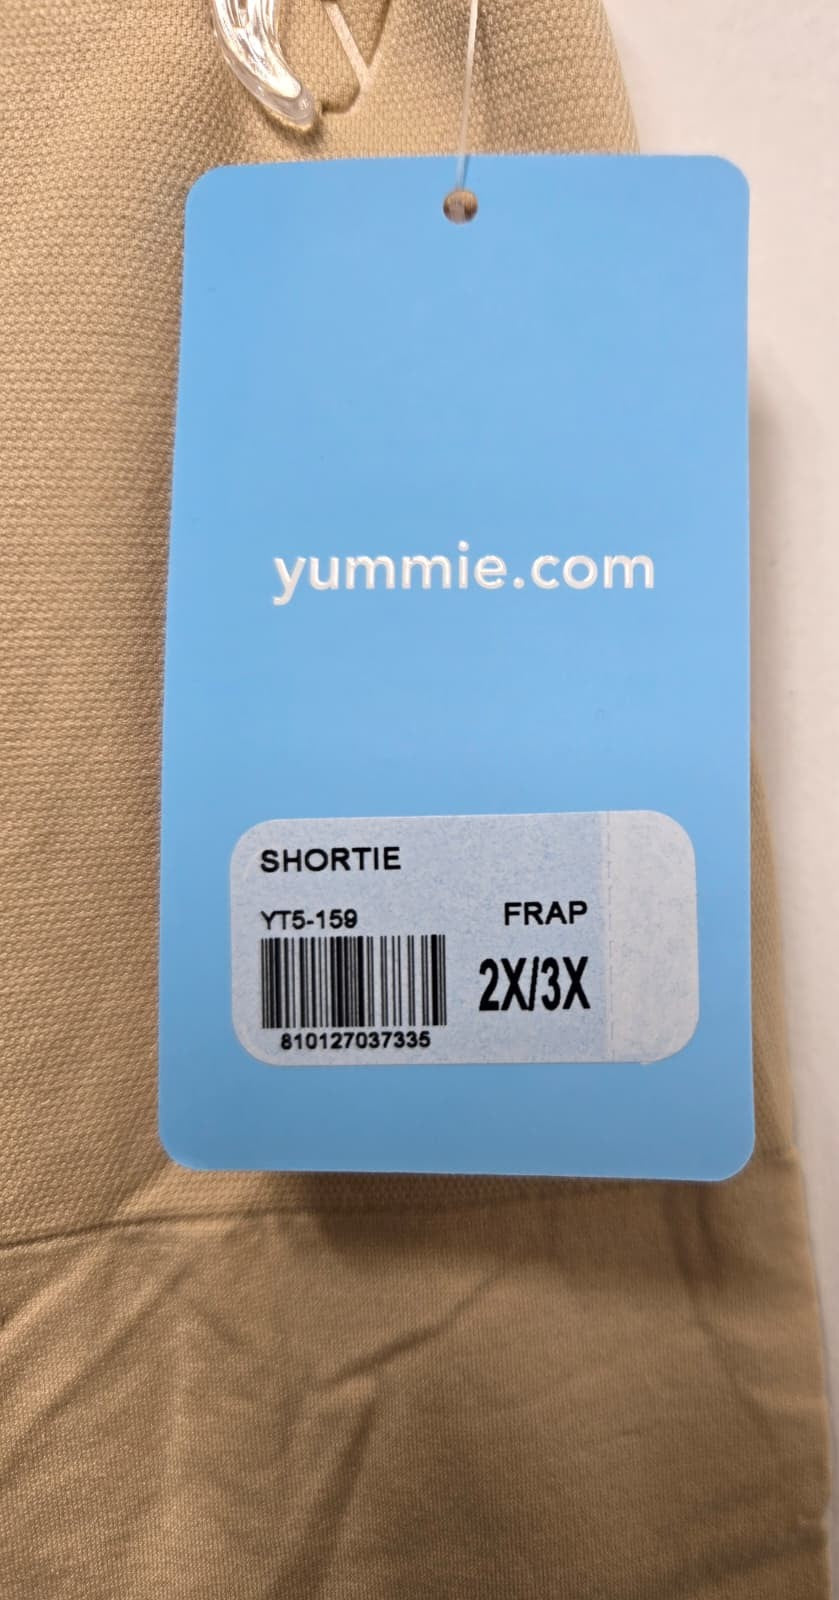 yummie.com
SHORTIE
YT5-159
FRAP
2X/3X
810127037335